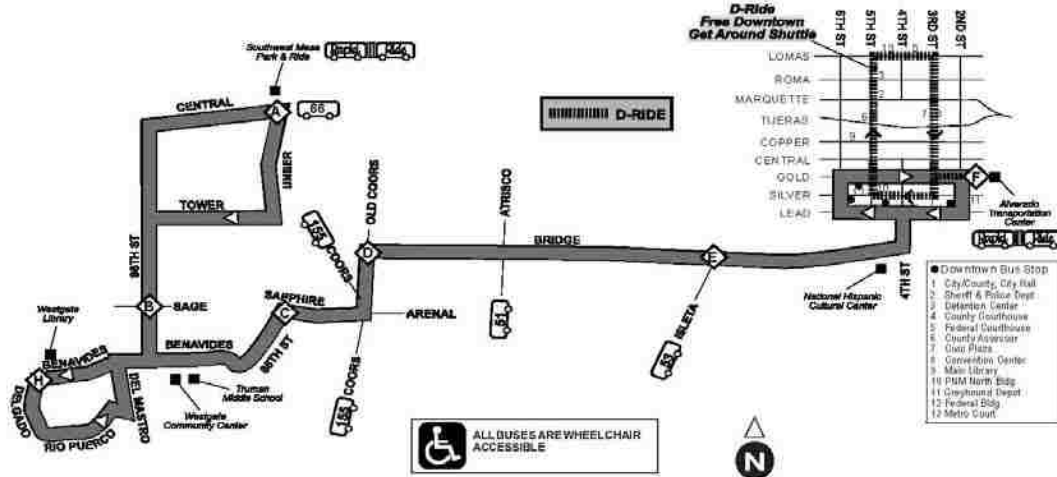 D-Ride
Free Downtown
Get Around Shuttle
6TH ST
5TH ST
4TH ST
3RD ST
2ND ST
LOMAS
ROMA
MARQUETTE
TIJERAS
COPPER
CENTRAL
GOLD
SILVER
LEAD
Southwest Mesa
Park & Ride
Rapid Ride
CENTRAL
A
66
UNSER
TOWER
98TH ST
D-RIDE
OLD COORS
ATRISCO
155
COORS
D
BRIDGE
E
F
Alvarado
Transportation
Center
Rapid Ride
4TH ST
National Hispanic
Cultural Center
B
SAGE
SAPPHIRE
C
ARENAL
51
53
ISLETA
Westgate
Library
BENAVIDES
BENAVIDES
86TH ST
COORS
155
H
DELGADO
RIO PUERCO
DEL MASTRO
Truman
Middle School
Westgate
Community Center
Downtown Bus Stop
1 City/County, City Hall
2 Sheriff & Police Dept
3 Detention Center
4 County Courthouse
5 Federal Courthouse
6 County Assessor
7 Civic Plaza
8 Convention Center
9 Main Library
10 PNM North Bldg
11 Greyhound Depot
12 Federal Bldg
12 Metro Court
ALL BUSES ARE WHEELCHAIR
ACCESSIBLE
N